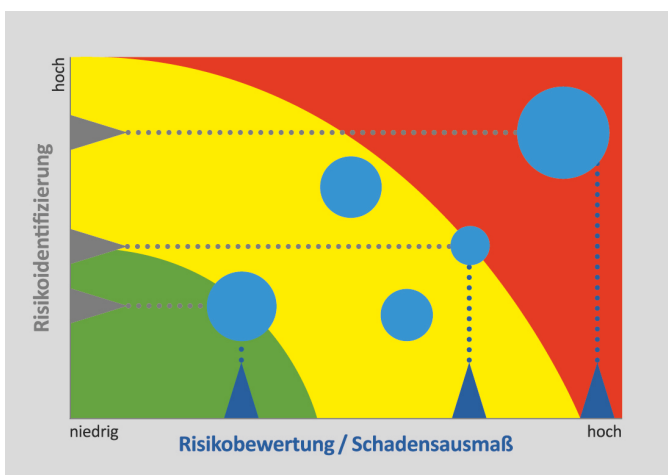 hoch
Risikoidentifizierung
niedrig
Risikobewertung / Schadensausmaß
hoch